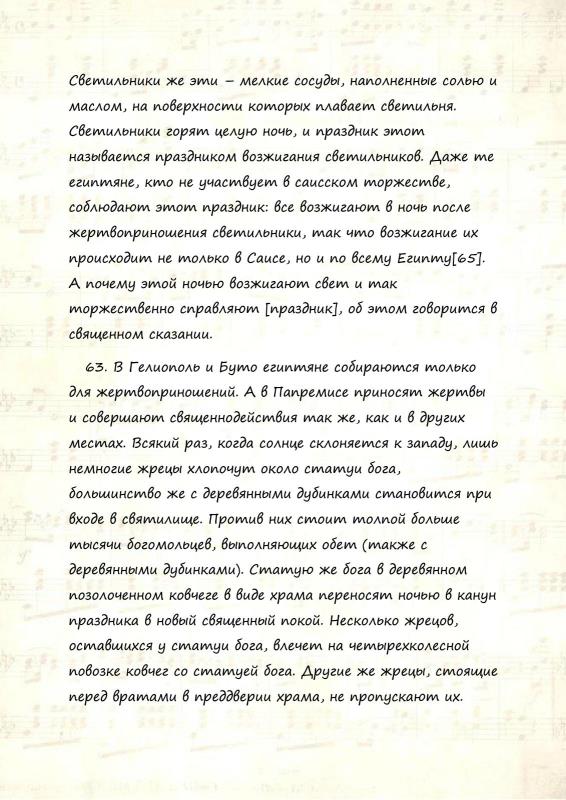 Светильники же эти – мелкие сосуды, наполненные солью и
маслом, на поверхности которых плавает светильня.
Светильники горят целую ночь, и праздник этот
называется праздником возжигания светильников. Даже те
египтяне, кто не участвует в саисском торжестве,
соблюдают этот праздник: все возжигают в ночь после
жертвоприношения светильники, так что возжигание их
происходит не только в Саисе, но и по всему Египту[65].
А почему этой ночью возжигают свет и так
торжественно справляют [праздник], об этом говорится в
священном сказании.
63. В Гелиополь и Буто египтяне собираются только
для жертвоприношений. А в Папремисе приносят жертвы
и совершают священнодействия так же, как и в других
местах. Всякий раз, когда солнце склоняется к западу, лишь
немногие жрецы хлопочут около статуи бога,
большинство же с деревянными дубинками становится при
входе в святилище. Против них стоит толпой больше
тысячи богомольцев, выполняющих обет (также с
деревянными дубинками). Статую же бога в деревянном
позолоченном ковчеге в виде храма переносят ночью в канун
праздника в новый священный покой. Несколько жрецов,
оставшихся у статуи бога, влечет на четырехколесной
повозке ковчег со статуей бога. Другие же жрецы, стоящие
перед вратами в преддверии храма, не пропускают их.